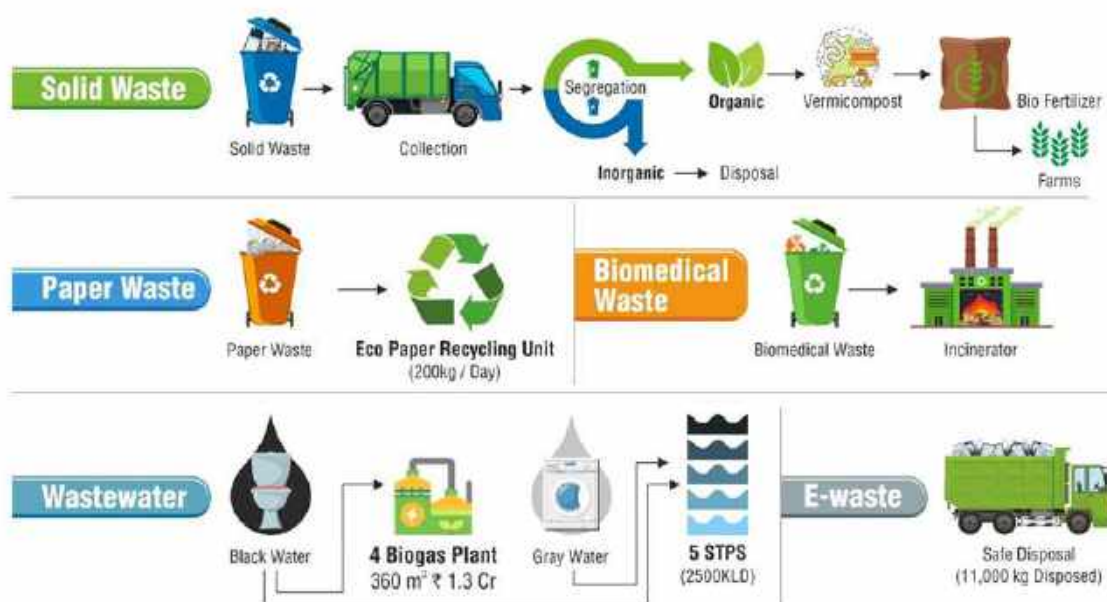 Solid Waste
Solid Waste
Collection
Segregation
Organic
Vermicompost
Bio Fertilizer
Inorganic
Disposal
Farms
Paper Waste
Paper Waste
Eco Paper Recycling Unit
(200kg / Day)
Biomedical
Waste
Biomedical Waste
Incinerator
Wastewater
Black Water
4 Biogas Plant
360 m³ ₹ 1.3 Cr
Gray Water
5 STPS
(2500KLD)
E-waste
Safe Disposal
(11,000 kg Disposed)